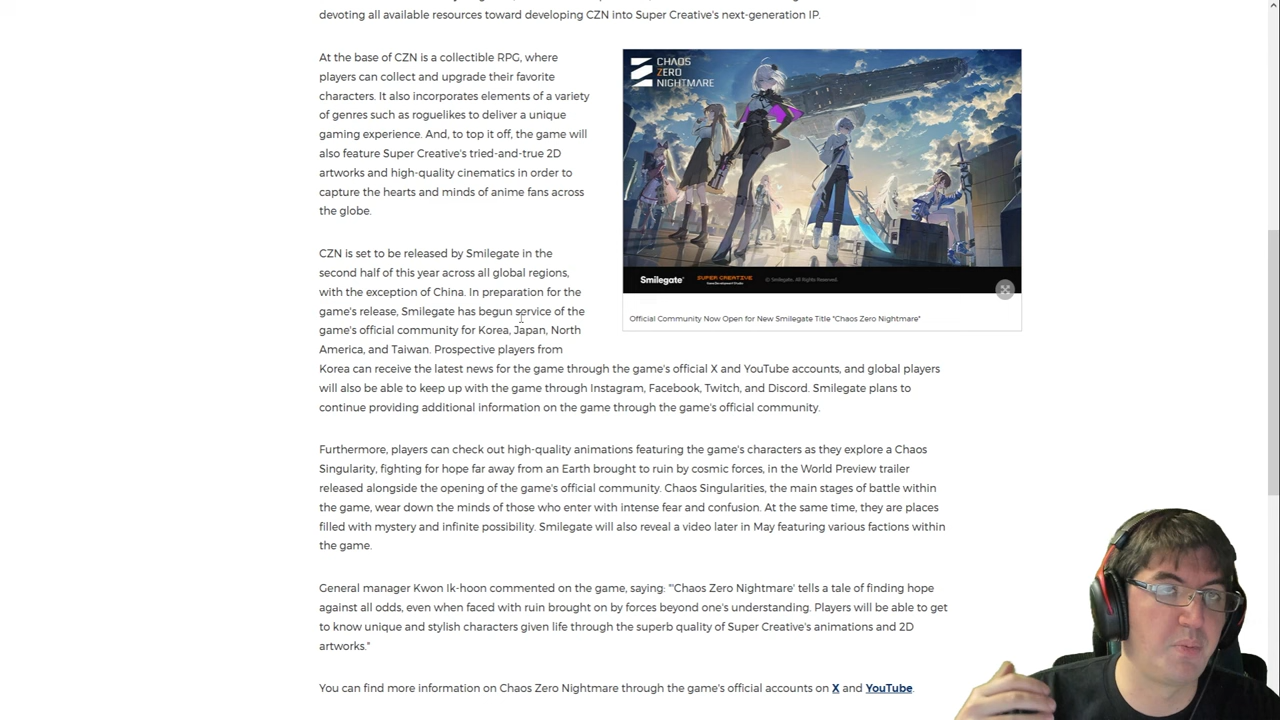 devoting all available resources toward developing CZN into Super Creative's next-generation IP.
At the base of CZN is a collectible RPG, where
players can collect and upgrade their favorite
characters. It also incorporates elements of a variety
of genres such as roguelikes to deliver a unique
gaming experience. And, to top it off, the game will
also feature Super Creative's tried-and-true 2D
artworks and high-quality cinematics in order to
capture the hearts and minds of anime fans across
the globe.
CHAOS
ZERO
NIGHTMARE
Smilegate
SUPER CREATIVE
© Smilegate. All Rights Reserved.
Official Community Now Open for New Smilegate Title "Chaos Zero Nightmare"
CZN is set to be released by Smilegate in the
second half of this year across all global regions,
with the exception of China. In preparation for the
game's release, Smilegate has begun service of the
game's official community for Korea, Japan, North
America, and Taiwan. Prospective players from
Korea can receive the latest news for the game through the game's official X and YouTube accounts, and global players
will also be able to keep up with the game through Instagram, Facebook, Twitch, and Discord. Smilegate plans to
continue providing additional information on the game through the game's official community.
Furthermore, players can check out high-quality animations featuring the game's characters as they explore a Chaos
Singularity, fighting for hope far away from an Earth brought to ruin by cosmic forces, in the World Preview trailer
released alongside the opening of the game's official community. Chaos Singularities, the main stages of battle within
the game, wear down the minds of those who enter with intense fear and confusion. At the same time, they are places
filled with mystery and infinite possibility. Smilegate will also reveal a video later in May featuring various factions within
the game.
General manager Kwon Ik-hoon commented on the game, saying: "'Chaos Zero Nightmare' tells a tale of finding hope
against all odds, even when faced with ruin brought on by forces beyond one's understanding. Players will be able to get
to know unique and stylish characters given life through the superb quality of Super Creative's animations and 2D
artworks."
You can find more information on Chaos Zero Nightmare through the game's official accounts on X and YouTube.